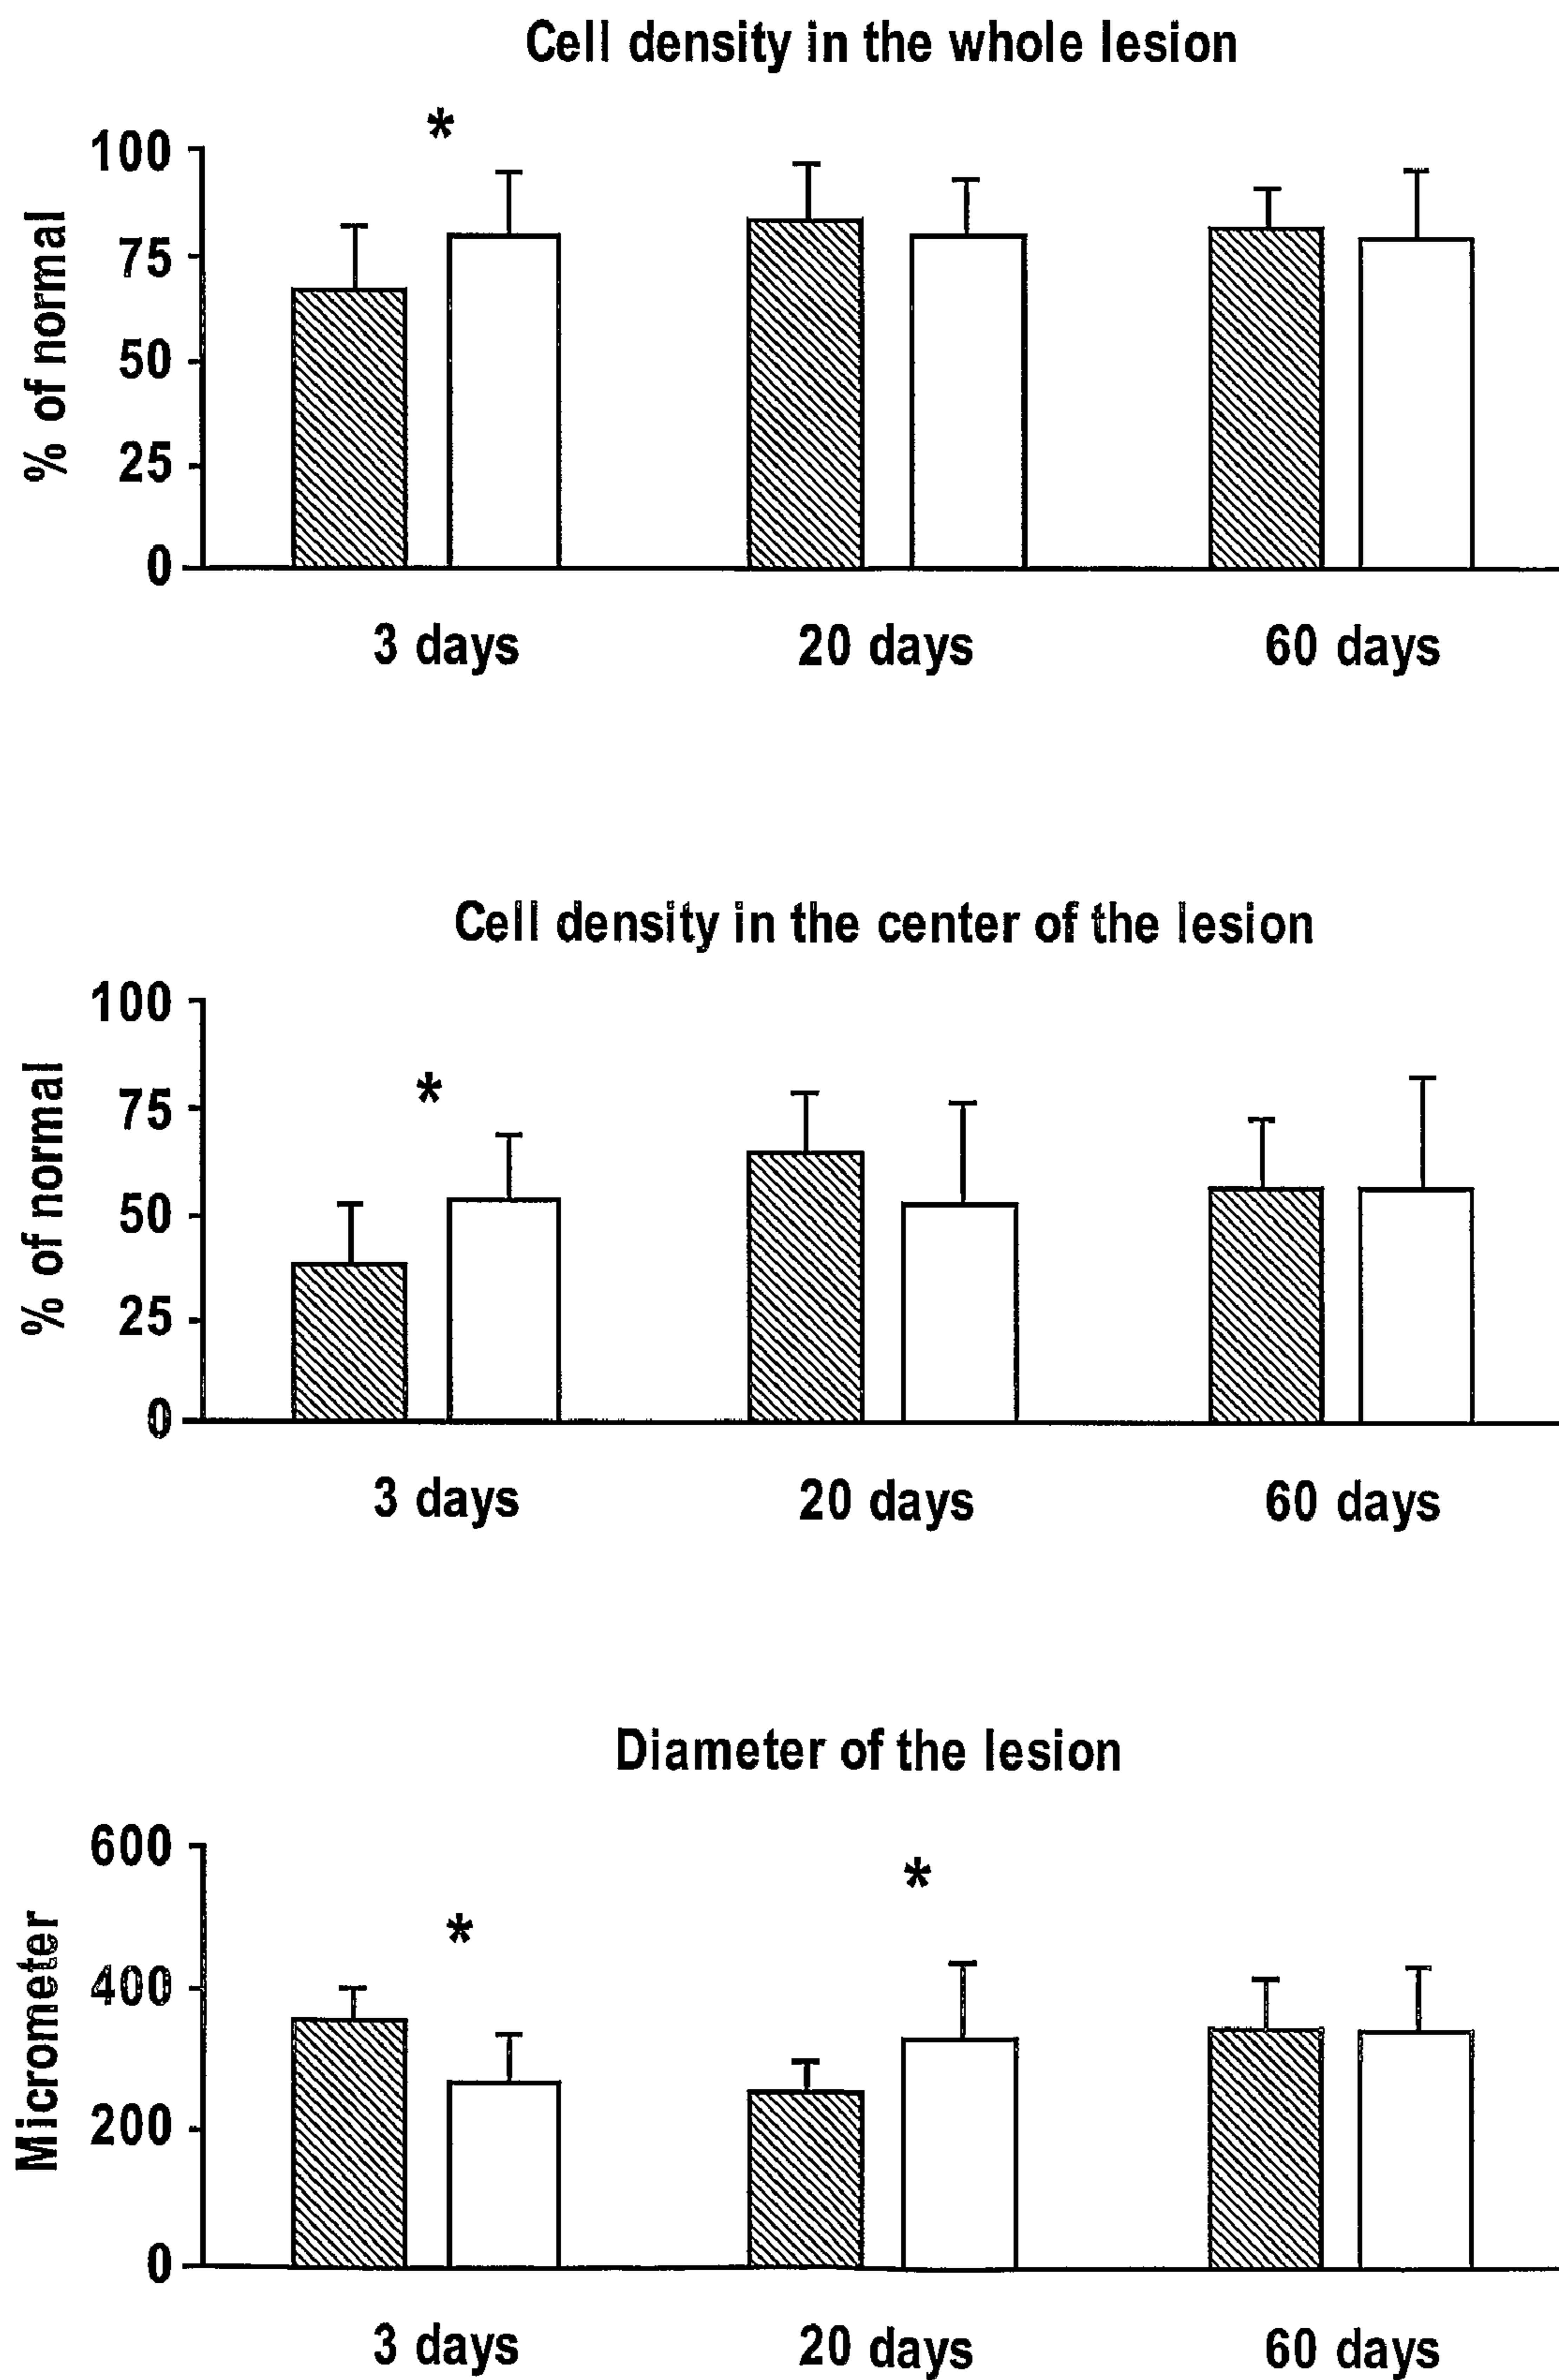 Cell density in the whole lesion
*
100
75
50
25
0
% of normal
3 days
20 days
60 days
Cell density in the center of the lesion
*
100
75
50
25
0
% of normal
3 days
20 days
60 days
Diameter of the lesion
*
*
600
400
200
0
Micrometer
3 days
20 days
60 days